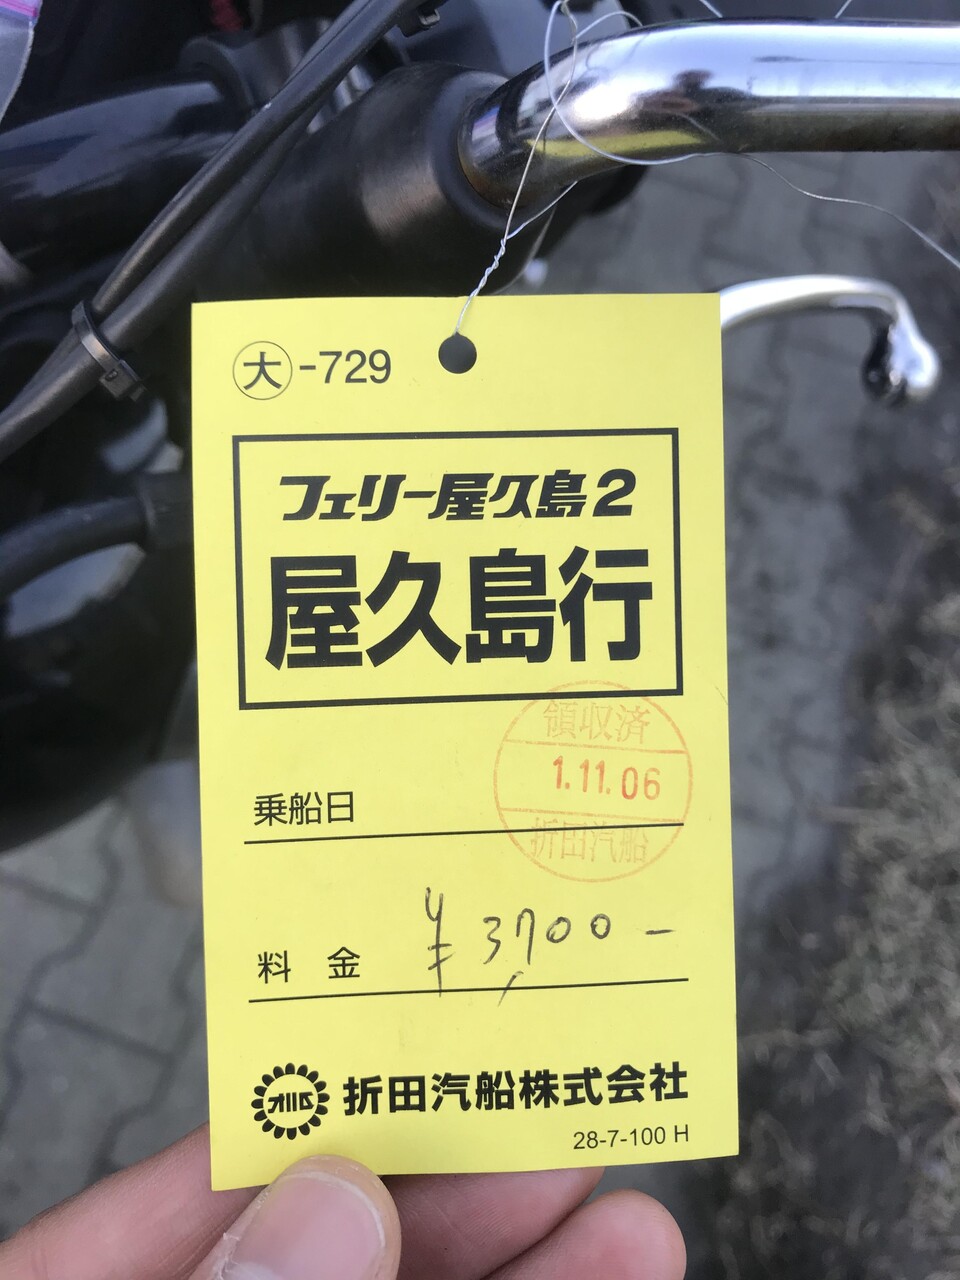 大-729
フェリー屋久島2
屋久島行
領収済
1.11.06
折田汽船
乗船日
料金 ¥3,700-
折田汽船株式会社
28-7-100 H